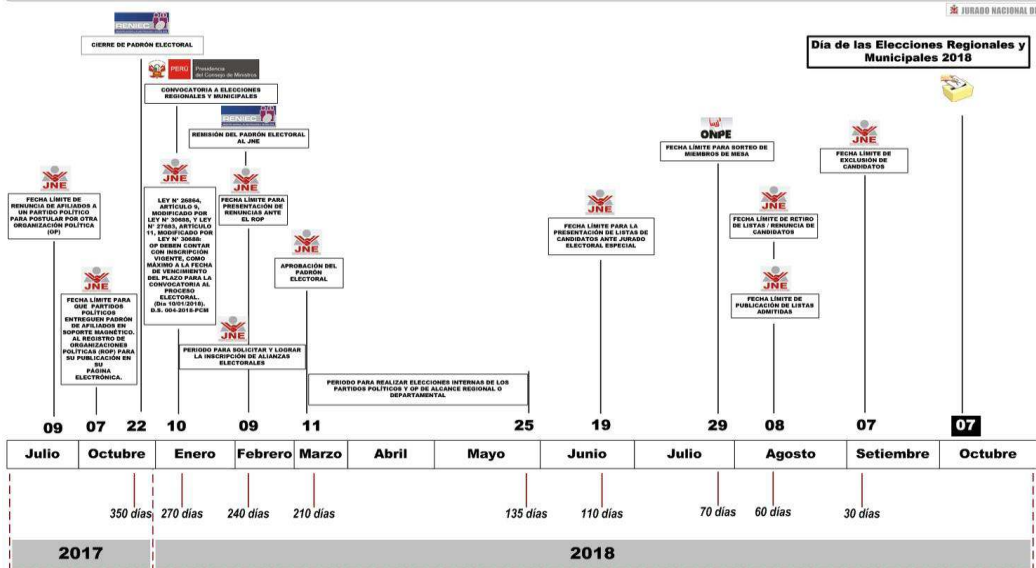 JURADO NACIONAL DE
RENIEC
CIERRE DE PADRÓN ELECTORAL
PERÚ
Presidencia
del Consejo de Ministros
CONVOCATORIA A ELECCIONES
REGIONALES Y MUNICIPALES
RENIEC
REMISIÓN DEL PADRÓN ELECTORAL
AL JNE
Día de las Elecciones Regionales y
Municipales 2018
JNE
FECHA LÍMITE DE
RENUNCIA DE AFILIADOS A
UN PARTIDO POLÍTICO
PARA POSTULAR POR OTRA
ORGANIZACIÓN POLÍTICA
(OP)
JNE
FECHA LÍMITE PARA
QUE PARTIDOS
POLÍTICOS
ENTREGUEN PADRÓN
DE AFILIADOS EN
SOPORTE MAGNÉTICO.
AL REGISTRO DE
ORGANIZACIONES
POLÍTICAS (ROP) PARA
SU PUBLICACIÓN EN
SU
PÁGINA
ELECTRÓNICA.
JNE
LEY N° 26864,
ARTÍCULO 9,
MODIFICADO POR
LEY N° 30688, Y LEY
N° 27683, ARTÍCULO
11, MODIFICADO POR
LEY N° 30688:
OP DEBEN CONTAR
CON INSCRIPCIÓN
VIGENTE, COMO
MÁXIMO A LA FECHA
DE VENCIMIENTO
DEL PLAZO PARA LA
CONVOCATORIA AL
PROCESO
ELECTORAL.
(Día 10/01/2018).
D.S. 004-2018-PCM
JNE
FECHA LÍMITE PARA
PRESENTACIÓN DE
RENUNCIAS ANTE
EL ROP
JNE
PERIODO PARA SOLICITAR Y LOGRAR
LA INSCRIPCIÓN DE ALIANZAS
ELECTORALES
JNE
APROBACIÓN DEL
PADRÓN
ELECTORAL
PERIODO PARA REALIZAR ELECCIONES INTERNAS DE LOS
PARTIDOS POLÍTICOS Y OP DE ALCANCE REGIONAL O
DEPARTAMENTAL
JNE
FECHA LÍMITE PARA LA
PRESENTACIÓN DE LISTAS DE
CANDIDATOS ANTE JURADO
ELECTORAL ESPECIAL
ONPE
FECHA LÍMITE PARA SORTEO DE
MIEMBROS DE MESA
JNE
FECHA LÍMITE DE RETIRO
DE LISTAS / RENUNCIA DE
CANDIDATOS
JNE
FECHA LÍMITE DE
PUBLICACIÓN DE LISTAS
ADMITIDAS
JNE
FECHA LÍMITE DE
EXCLUSIÓN DE
CANDIDATOS
09 07 22 10 09 11 25 19 29 08 07 07
Julio Octubre Enero Febrero Marzo Abril Mayo Junio Julio Agosto Setiembre Octubre
350 días 270 días 240 días 210 días 135 días 110 días 70 días 60 días 30 días
2017 2018